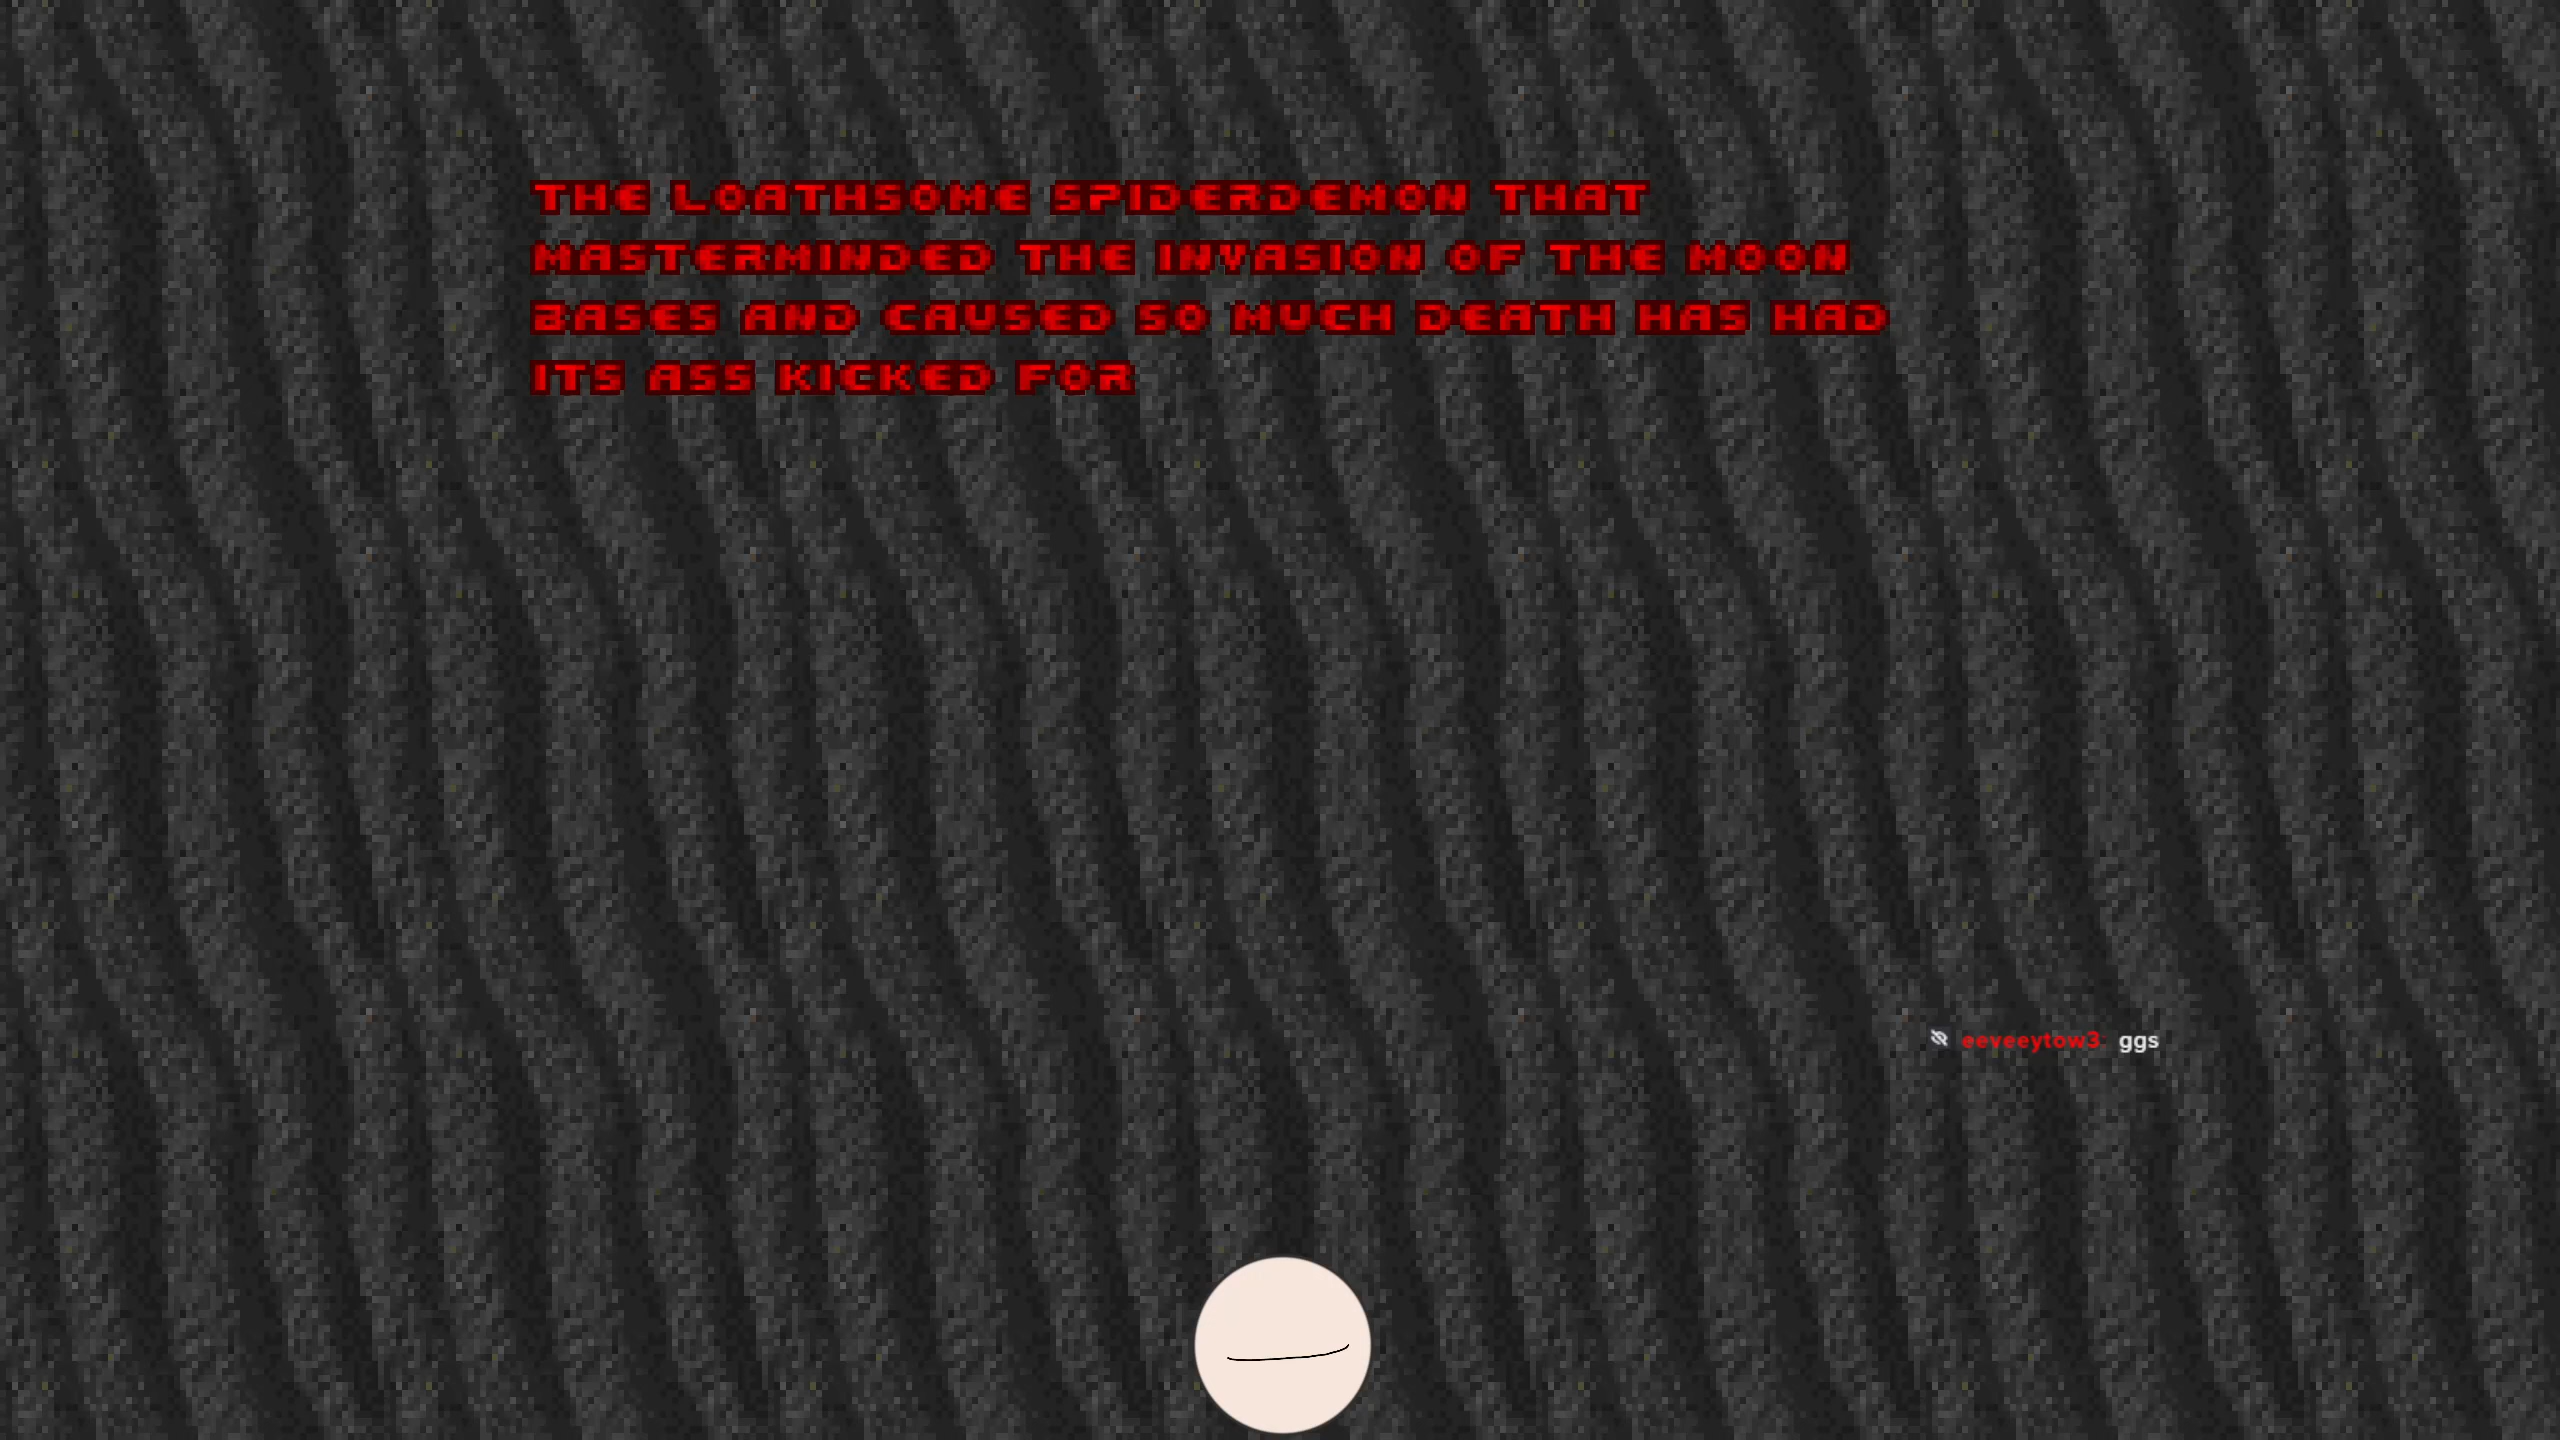 THE LOATHSOME SPIDERDEMON THAT
MASTERMINDED THE INVASION OF THE MOON
BASES AND CAUSED SO MUCH DEATH HAS HAD
ITS ASS KICKED FOR
eeveeytow3: ggs